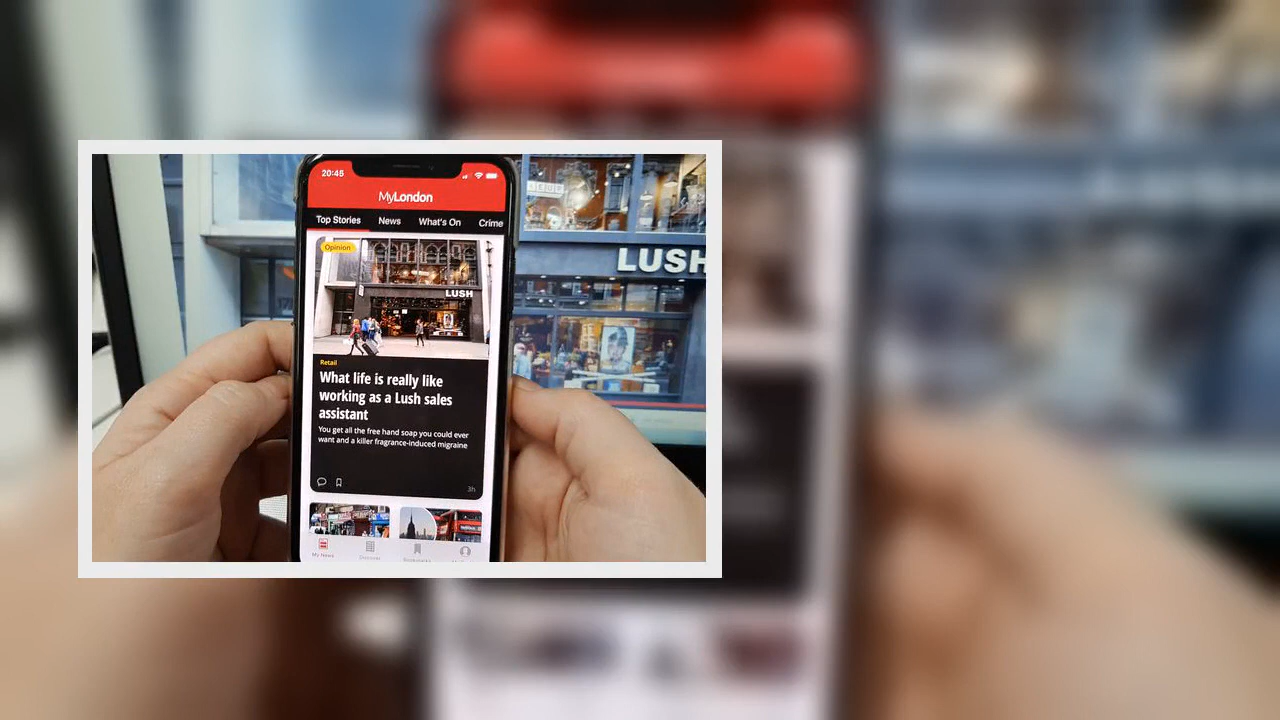 20:45
MyLondon
Top Stories News What's On Crime
Opinion
LUSH
LUSH
Retail
What life is really like
working as a Lush sales
assistant
You get all the free hand soap you could ever
want and a killer fragrance-induced migraine
3h
My News Discover Bookmarks